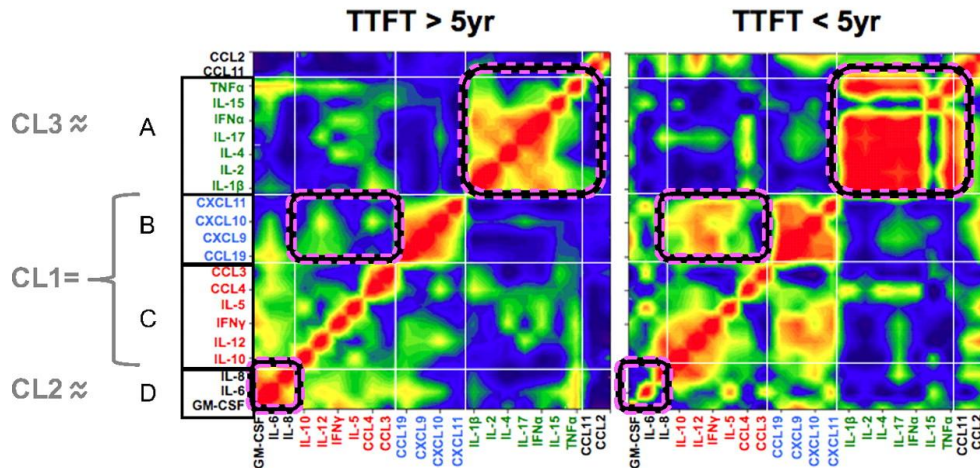 TTFT > 5yr
TTFT < 5yr
CL3 ≈
CL1=
CL2 ≈
A
B
C
D
CCL2
CCL11
TNFα
IL-15
IFNα
IL-17
IL-4
IL-2
IL-1β
CXCL11
CXCL10
CXCL9
CCL19
CCL3
CCL4
IL-5
IFNγ
IL-12
IL-10
IL-8
IL-6
GM-CSF
GM-CSF
IL-6
IL-8
IL-10
IL-12
IFNγ
IL-5
CCL4
CCL3
CCL19
CXCL9
CXCL10
CXCL11
IL-1β
IL-2
IL-4
IL-17
IFNα
IL-15
TNFα
CCL11
CCL2
GM-CSF
IL-6
IL-8
IL-10
IL-12
IFNγ
IL-5
CCL4
CCL3
CCL19
CXCL9
CXCL10
CXCL11
IL-1β
IL-2
IL-4
IL-17
IFNα
IL-15
TNFα
CCL11
CCL2